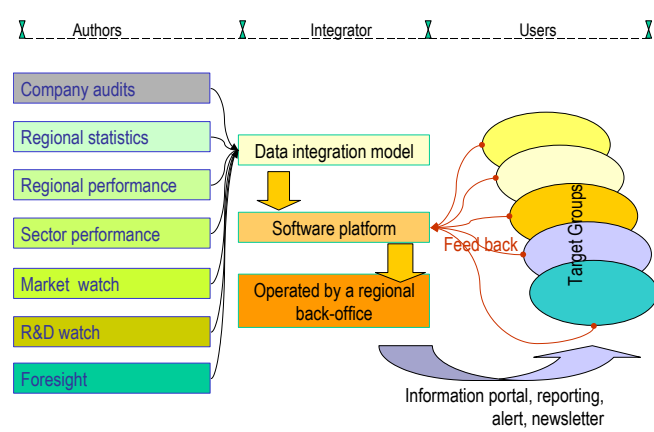 Authors
Integrator
Users
Company audits
Regional statistics
Regional performance
Sector performance
Market watch
R&D watch
Foresight
Data integration model
Software platform
Operated by a regional
back-office
Feed back
Target Groups
Information portal, reporting,
alert, newsletter